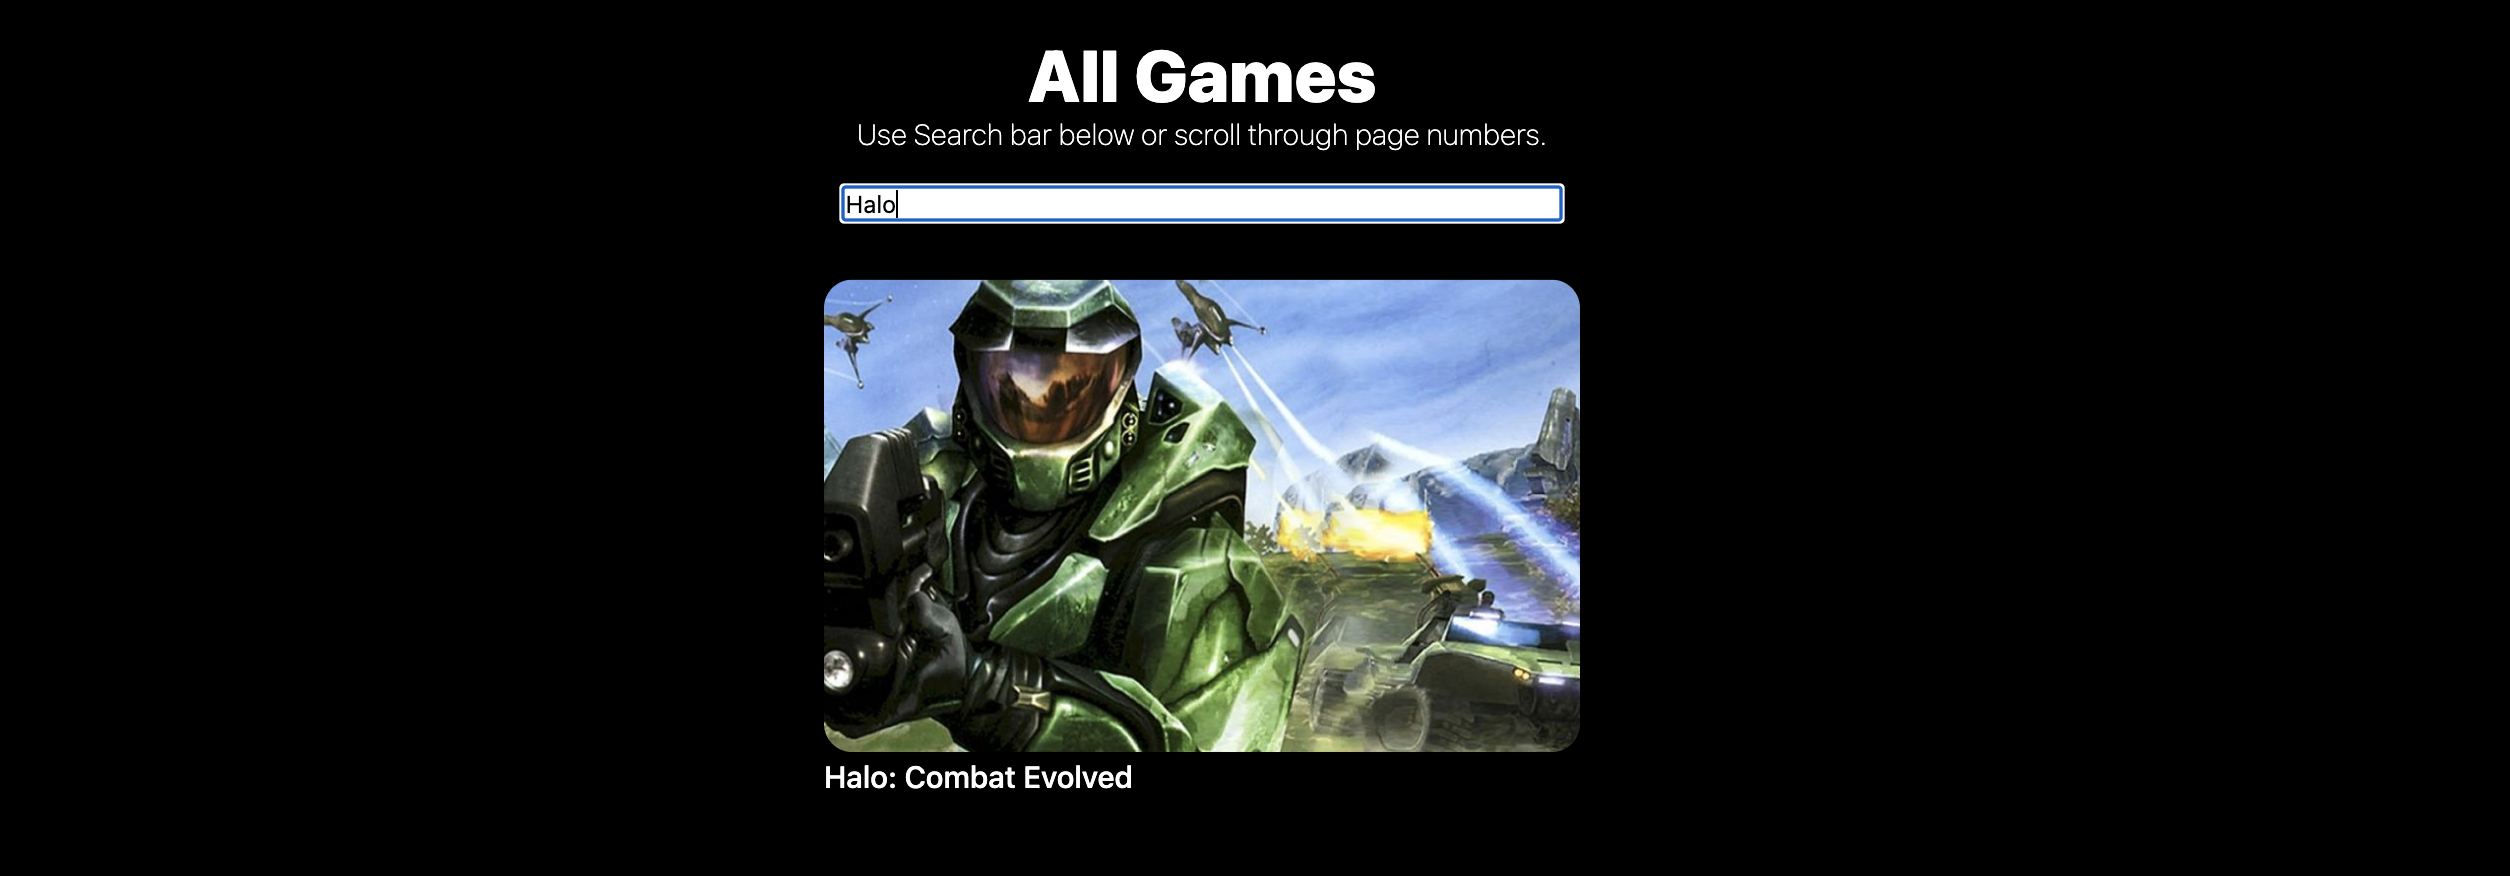 All Games
Use Search bar below or scroll through page numbers.
Halo
Halo: Combat Evolved